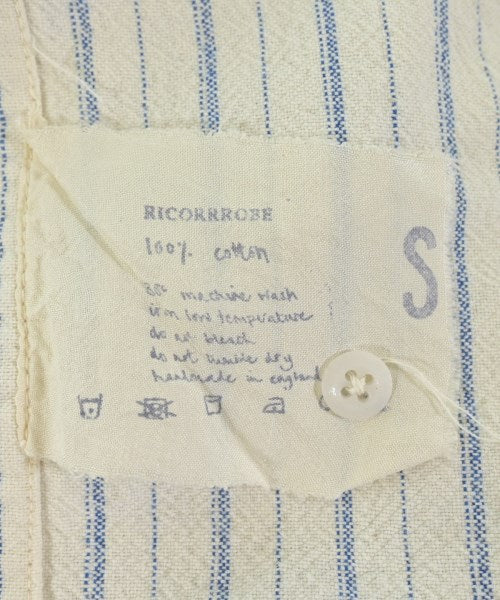 RICORRROBE
100% cotton
S
30° machine wash
iron low temperature
do not bleach
do not tumble dry
handmade in england